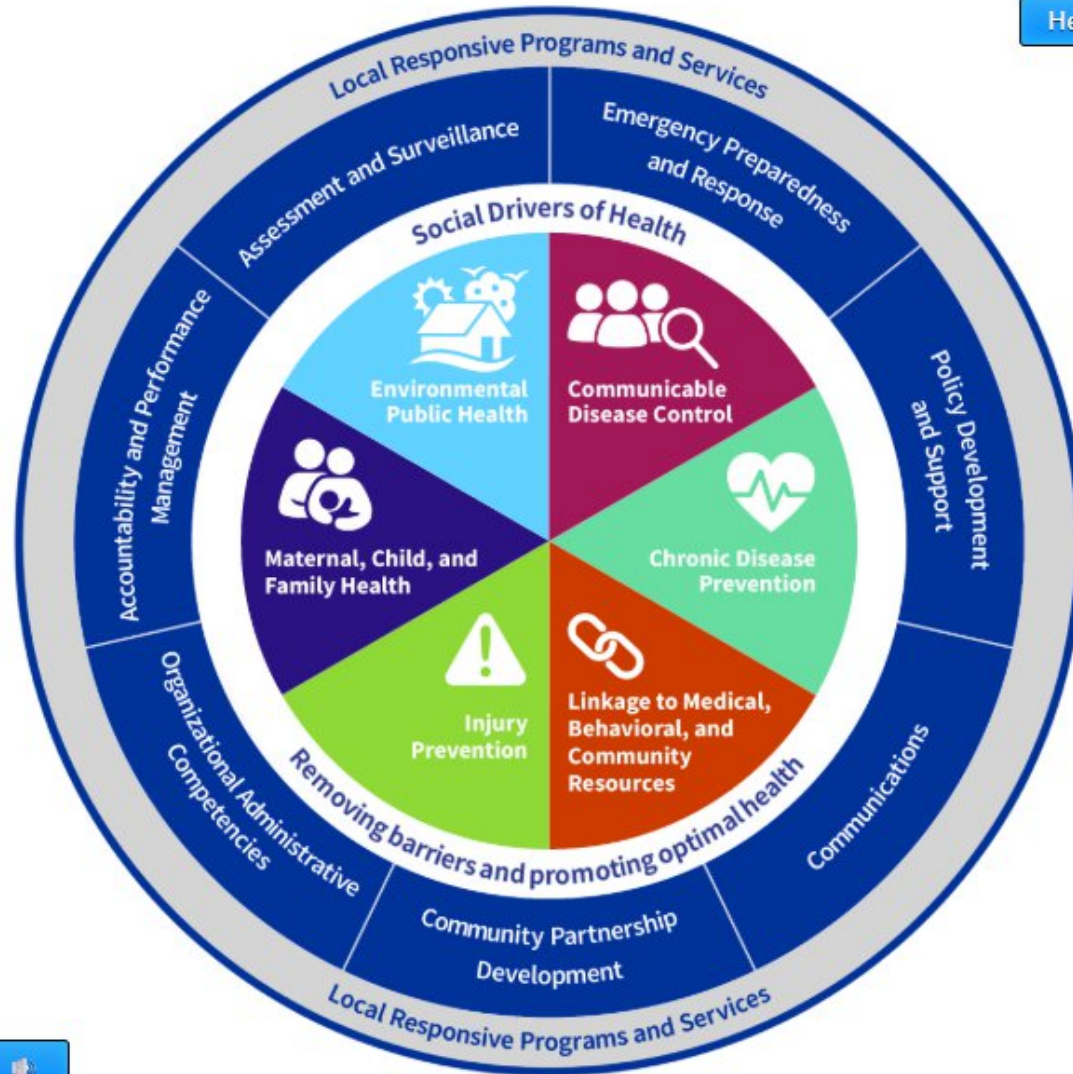 He
Local Responsive Programs and Services
Assessment and Surveillance
Emergency Preparedness
and Response
Policy Development
and Support
Communications
Community Partnership
Development
Organizational Administrative
Competencies
Accountability and Performance
Management
Social Drivers of Health
Removing barriers and promoting optimal health
Environmental
Public Health
Communicable
Disease Control
Chronic Disease
Prevention
Linkage to Medical,
Behavioral, and
Community
Resources
Injury
Prevention
Maternal, Child, and
Family Health
Local Responsive Programs and Services